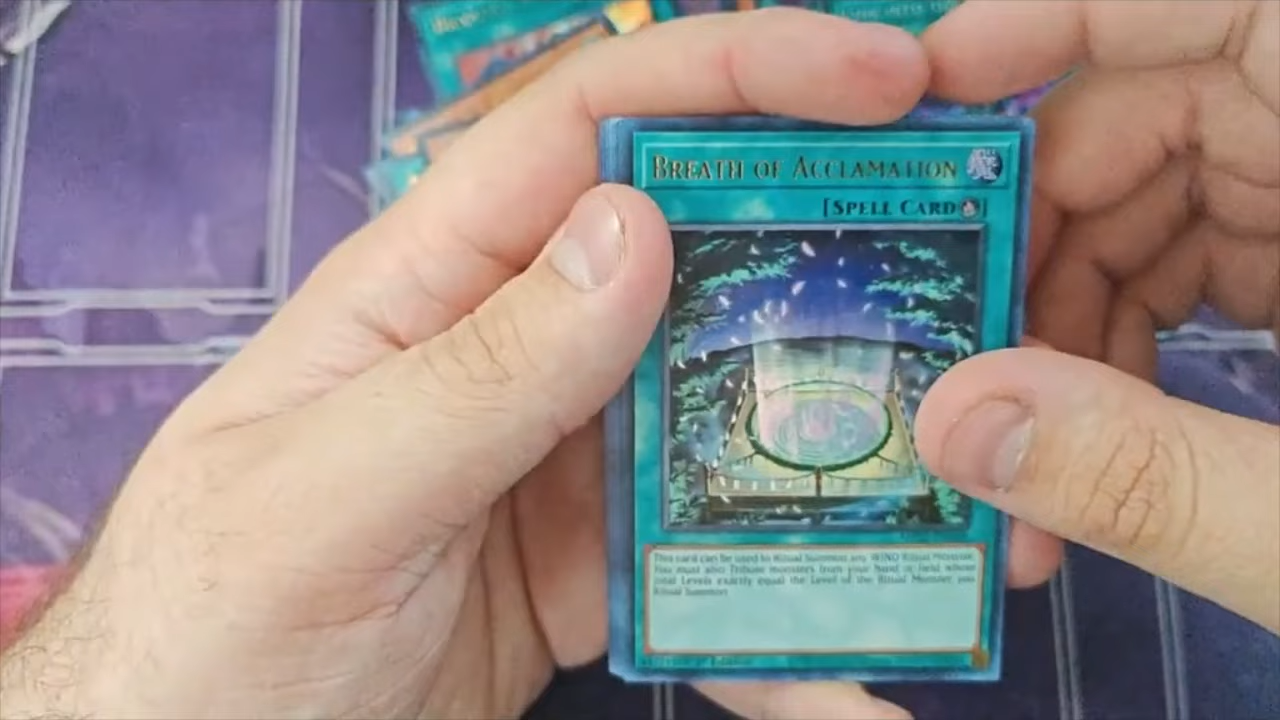 BREATH OF ACCLAMATION
[SPELL CARD]
This card can be used to Ritual Summon any WIND Ritual Monster.
You must also Tribute monsters from your hand or field whose
total Levels exactly equal the Level of the Ritual Monster you
Ritual Summon.